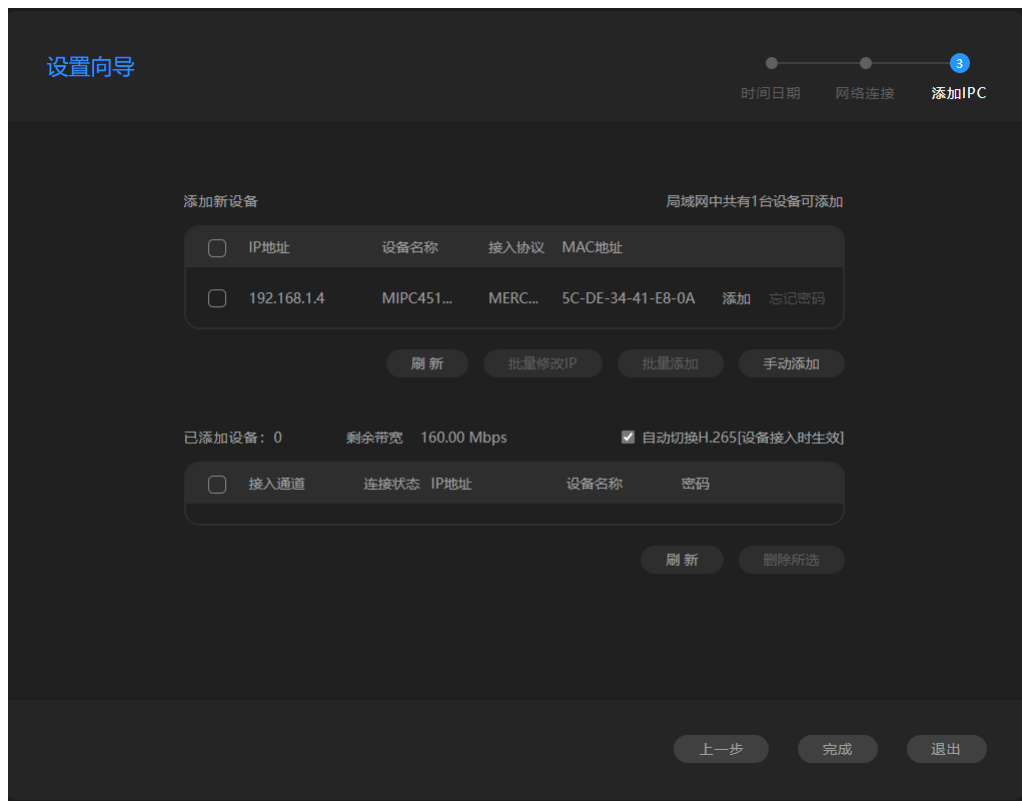 设置向导
3
时间日期 网络连接 添加IPC
添加新设备 局域网中共有1台设备可添加
IP地址 设备名称 接入协议 MAC地址
192.168.1.4 MIPC451... MERC... 5C-DE-34-41-E8-0A 添加 忘记密码
刷 新 批量修改IP 批量添加 手动添加
已添加设备：0 剩余带宽 160.00 Mbps 自动切换H.265[设备接入时生效]
接入通道 连接状态 IP地址 设备名称 密码
刷 新 删除所选
上一步 完成 退出